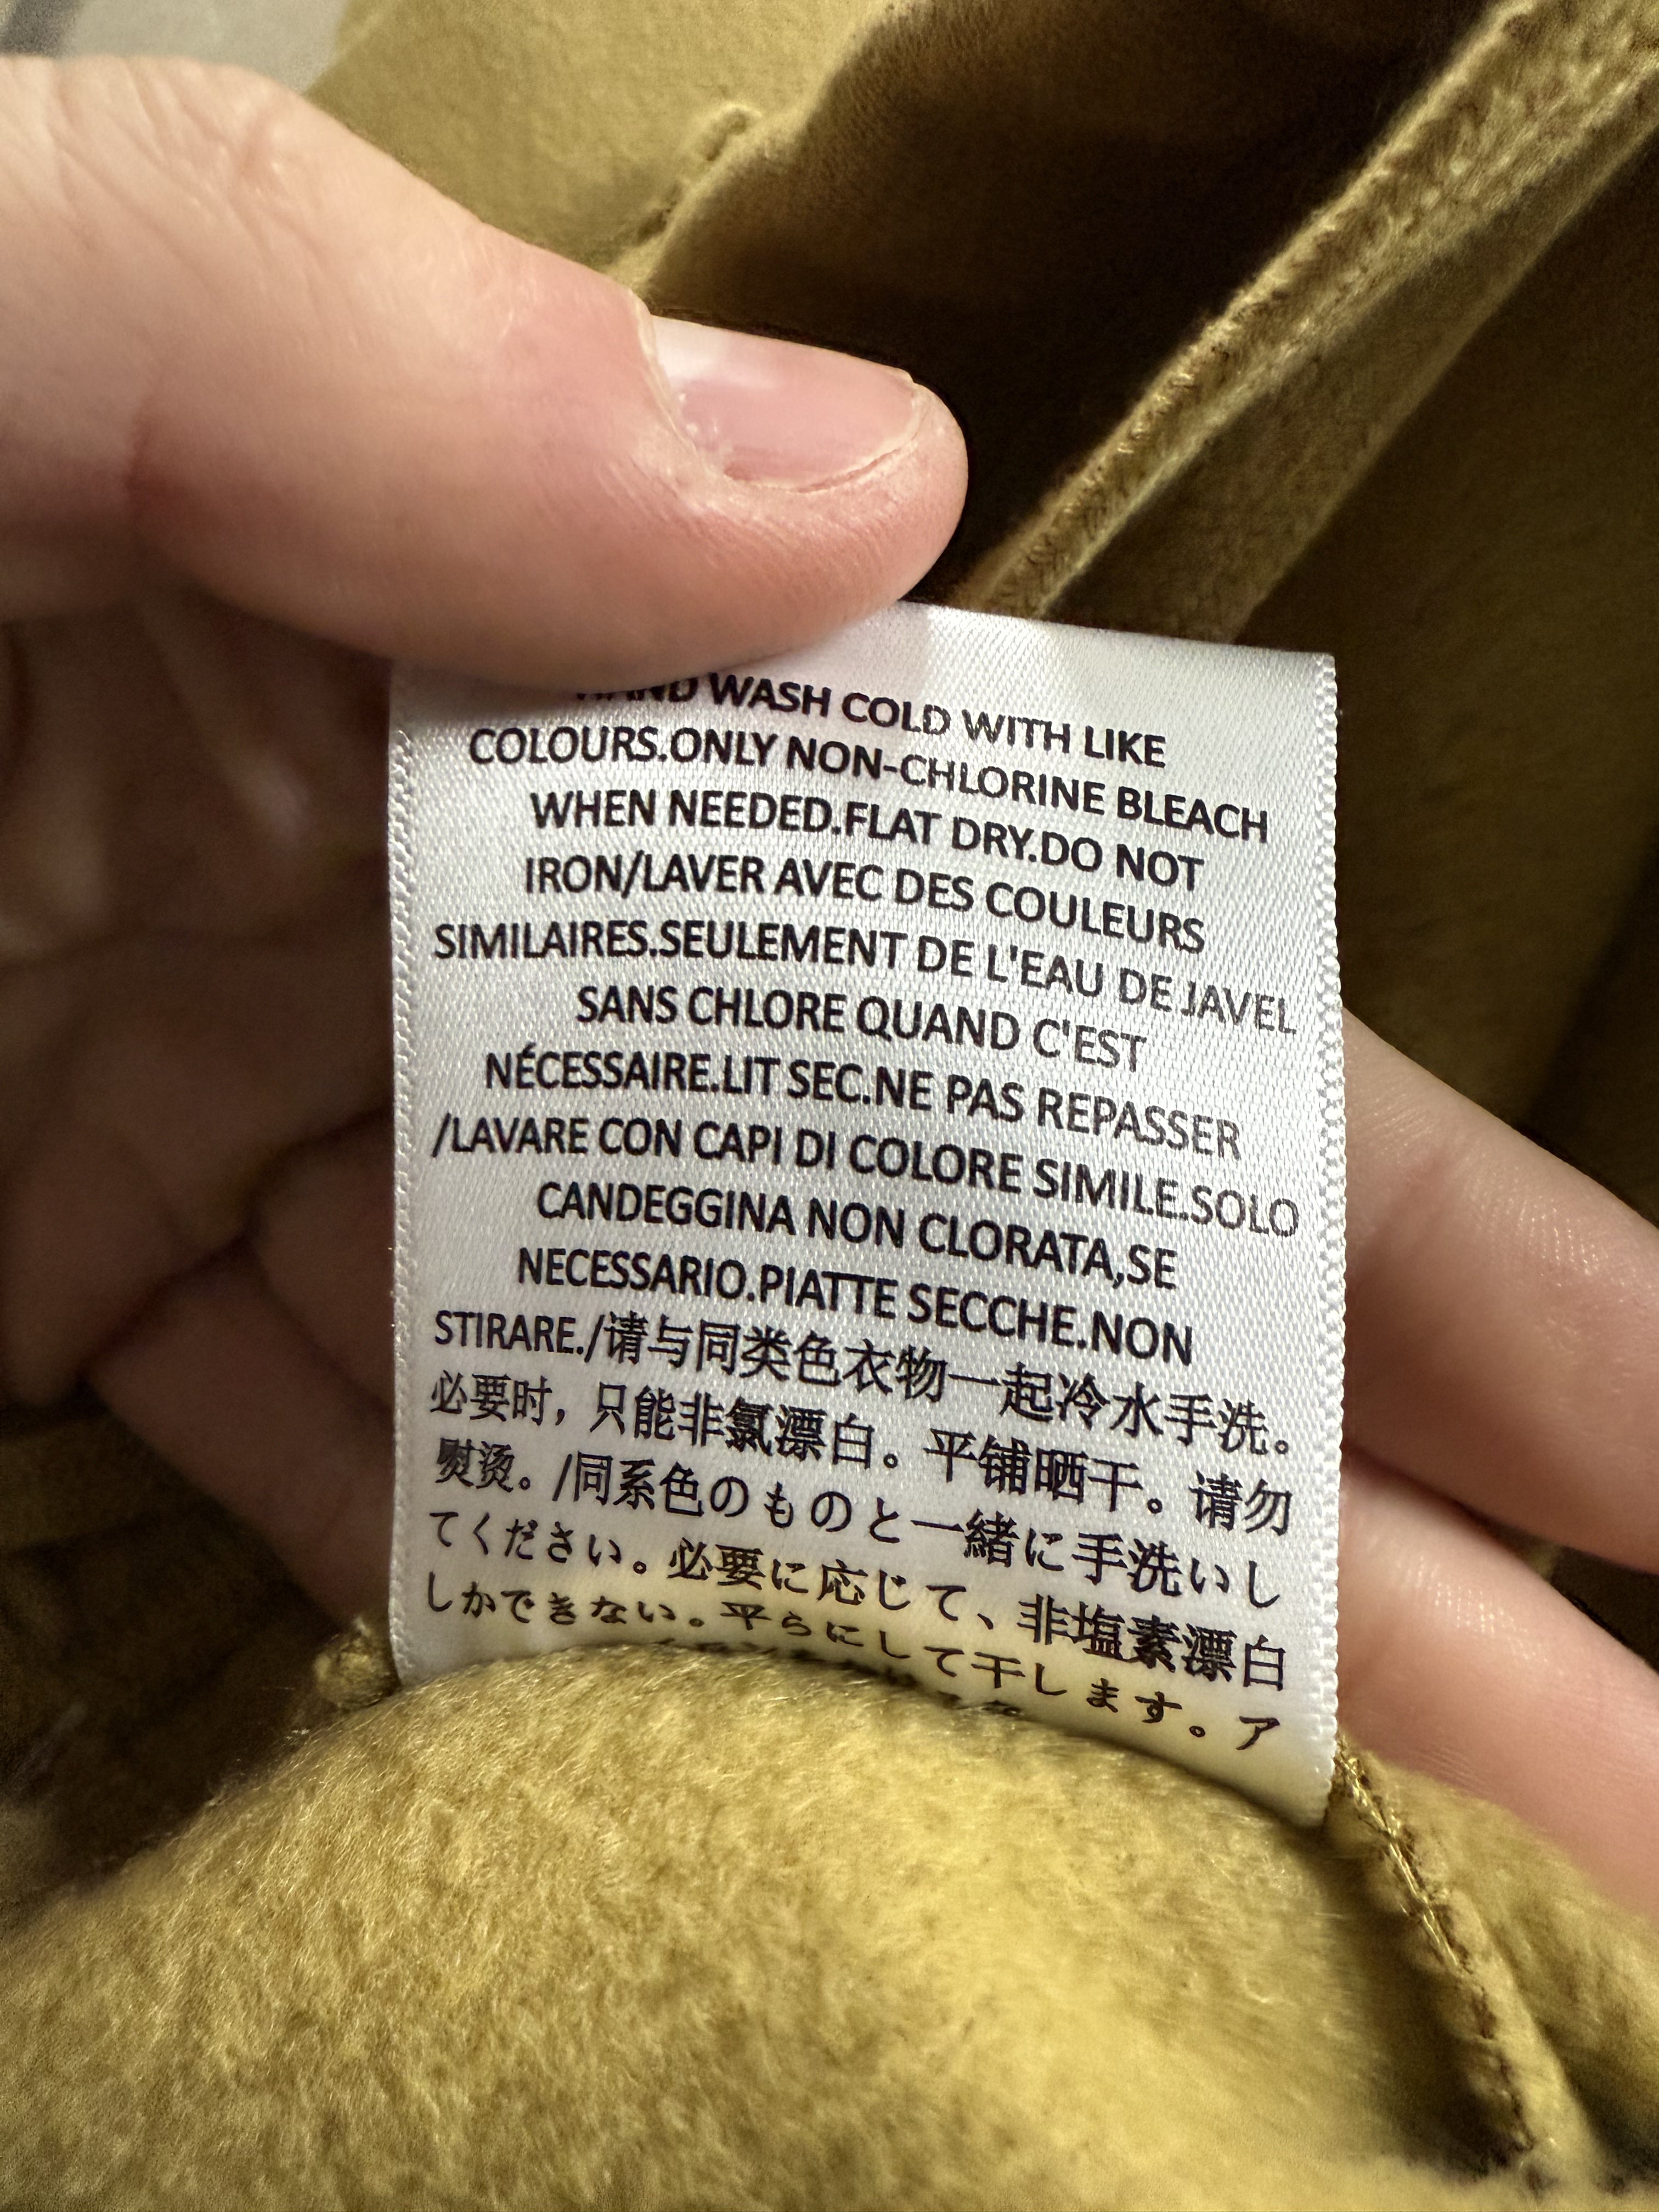 HAND WASH COLD WITH LIKE
COLOURS.ONLY NON-CHLORINE BLEACH
WHEN NEEDED.FLAT DRY.DO NOT
IRON/LAVER AVEC DES COULEURS
SIMILAIRES.SEULEMENT DE L'EAU DE JAVEL
SANS CHLORE QUAND C'EST
NÉCESSAIRE.LIT SEC.NE PAS REPASSER
/LAVARE CON CAPI DI COLORE SIMILE.SOLO
CANDEGGINA NON CLORATA,SE
NECESSARIO.PIATTE SECCHE.NON
STIRARE./请与同类色衣物一起冷水手洗。
必要时，只能非氯漂白。平铺晒干。请勿
熨烫。/同系色のものと一緒に手洗いし
てください。必要に応じて、非塩素漂白
しかできない。平らにして干します。ア